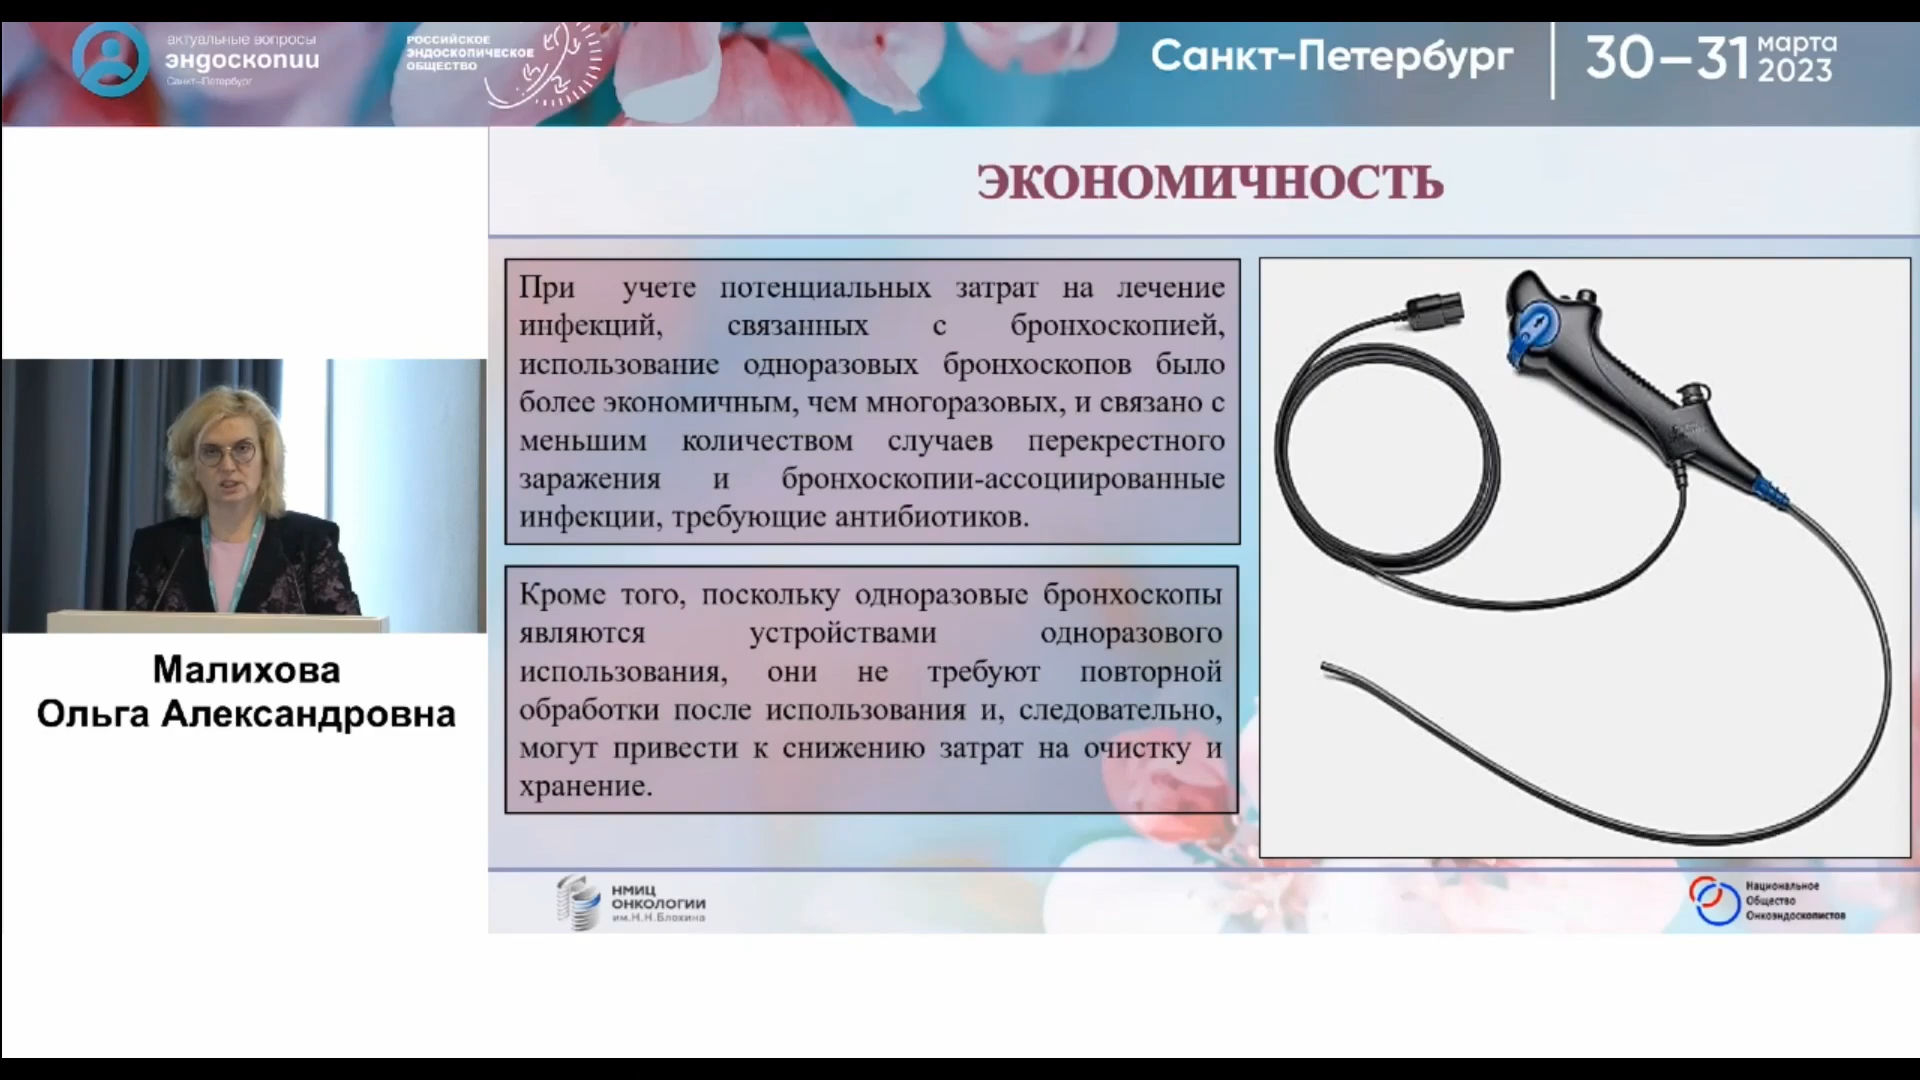 актуальные вопросы
эндоскопии
Санкт-Петербург
РОССИЙСКОЕ
ЭНДОСКОПИЧЕСКОЕ
ОБЩЕСТВО
Санкт-Петербург
30–31 марта
2023
ЭКОНОМИЧНОСТЬ
При учете потенциальных затрат на лечение
инфекций, связанных с бронхоскопией,
использование одноразовых бронхоскопов было
более экономичным, чем многоразовых, и связано с
меньшим количеством случаев перекрестного
заражения и бронхоскопии-ассоциированные
инфекции, требующие антибиотиков.
Кроме того, поскольку одноразовые бронхоскопы
являются устройствами одноразового
использования, они не требуют повторной
обработки после использования и, следовательно,
могут привести к снижению затрат на очистку и
хранение.
Малихова
Ольга Александровна
НМИЦ
ОНКОЛОГИИ
им.Н.Н.Блохина
Национальное
Общество
Онкоэндоскопистов